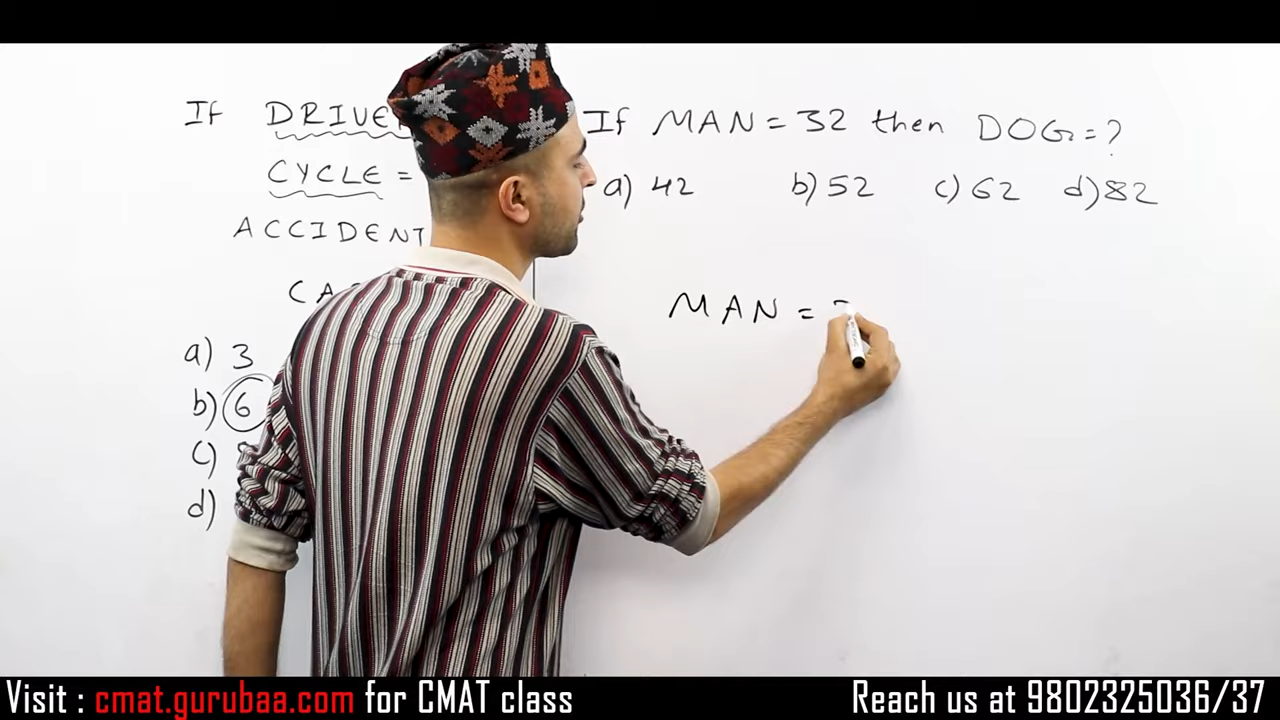 If DRIVE
CYCLE =
ACCIDENT
CA
a) 3
b) 6
c)
d)
If MAN = 32 then DOG = ?
a) 42 b) 52 c) 62 d) 82
MAN =
Visit : cmat.gurubaa.com for CMAT class
Reach us at 9802325036/37